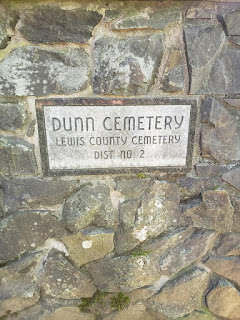 DUNN CEMETERY
LEWIS COUNTY CEMETERY
DIST. NO. 2